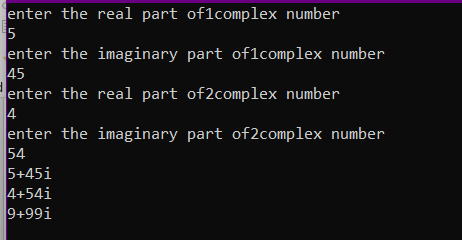 enter the real part of1complex number
5
enter the imaginary part of1complex number
45
enter the real part of2complex number
4
enter the imaginary part of2complex number
54
5+45i
4+54i
9+99i